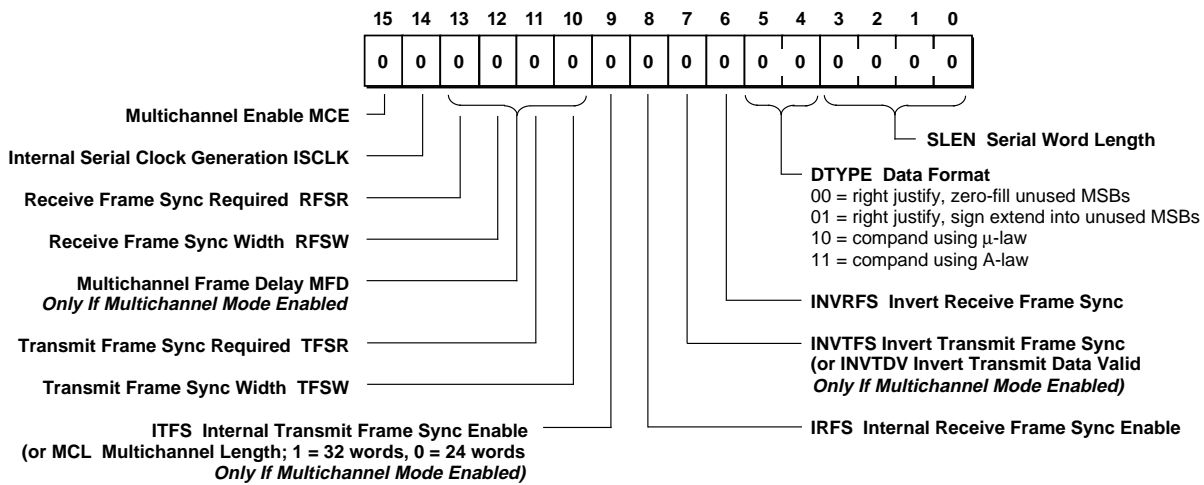 15 14 13 12 11 10 9 8 7 6 5 4 3 2 1 0
0 0 0 0 0 0 0 0 0 0 0 0 0 0 0 0
Multichannel Enable MCE
Internal Serial Clock Generation ISCLK
Receive Frame Sync Required RFSR
Receive Frame Sync Width RFSW
Multichannel Frame Delay MFD
Only If Multichannel Mode Enabled
Transmit Frame Sync Required TFSR
Transmit Frame Sync Width TFSW
ITFS Internal Transmit Frame Sync Enable
(or MCL Multichannel Length; 1 = 32 words, 0 = 24 words
Only If Multichannel Mode Enabled)
SLEN Serial Word Length
DTYPE Data Format
00 = right justify, zero-fill unused MSBs
01 = right justify, sign extend into unused MSBs
10 = compand using μ-law
11 = compand using A-law
INVRFS Invert Receive Frame Sync
INVTFS Invert Transmit Frame Sync
(or INVTDV Invert Transmit Data Valid
Only If Multichannel Mode Enabled)
IRFS Internal Receive Frame Sync Enable